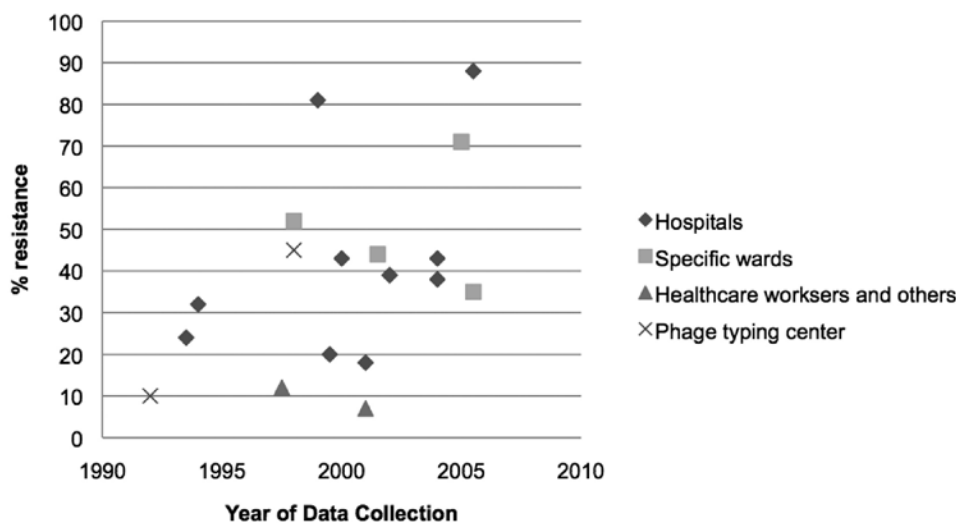 100
90
80
70
60
50
40
30
20
10
0
% resistance
1990 1995 2000 2005 2010
Year of Data Collection
Hospitals
Specific wards
Healthcare worksers and others
Phage typing center